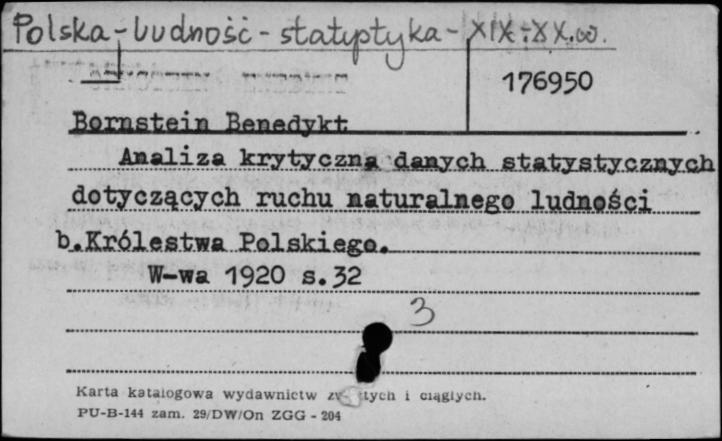 Polska - ludność - statystyka - XIX-XX w.
176950
Bornstein Benedykt
Analiza krytyczna danych statystycznych
dotyczących ruchu naturalnego ludności
b.Królestwa Polskiego.
W-wa 1920 s.32
3
Karta katalogowa wydawnictw i ciągłych.
PU-B-144 zam. 29/DW/On ZGG - 204